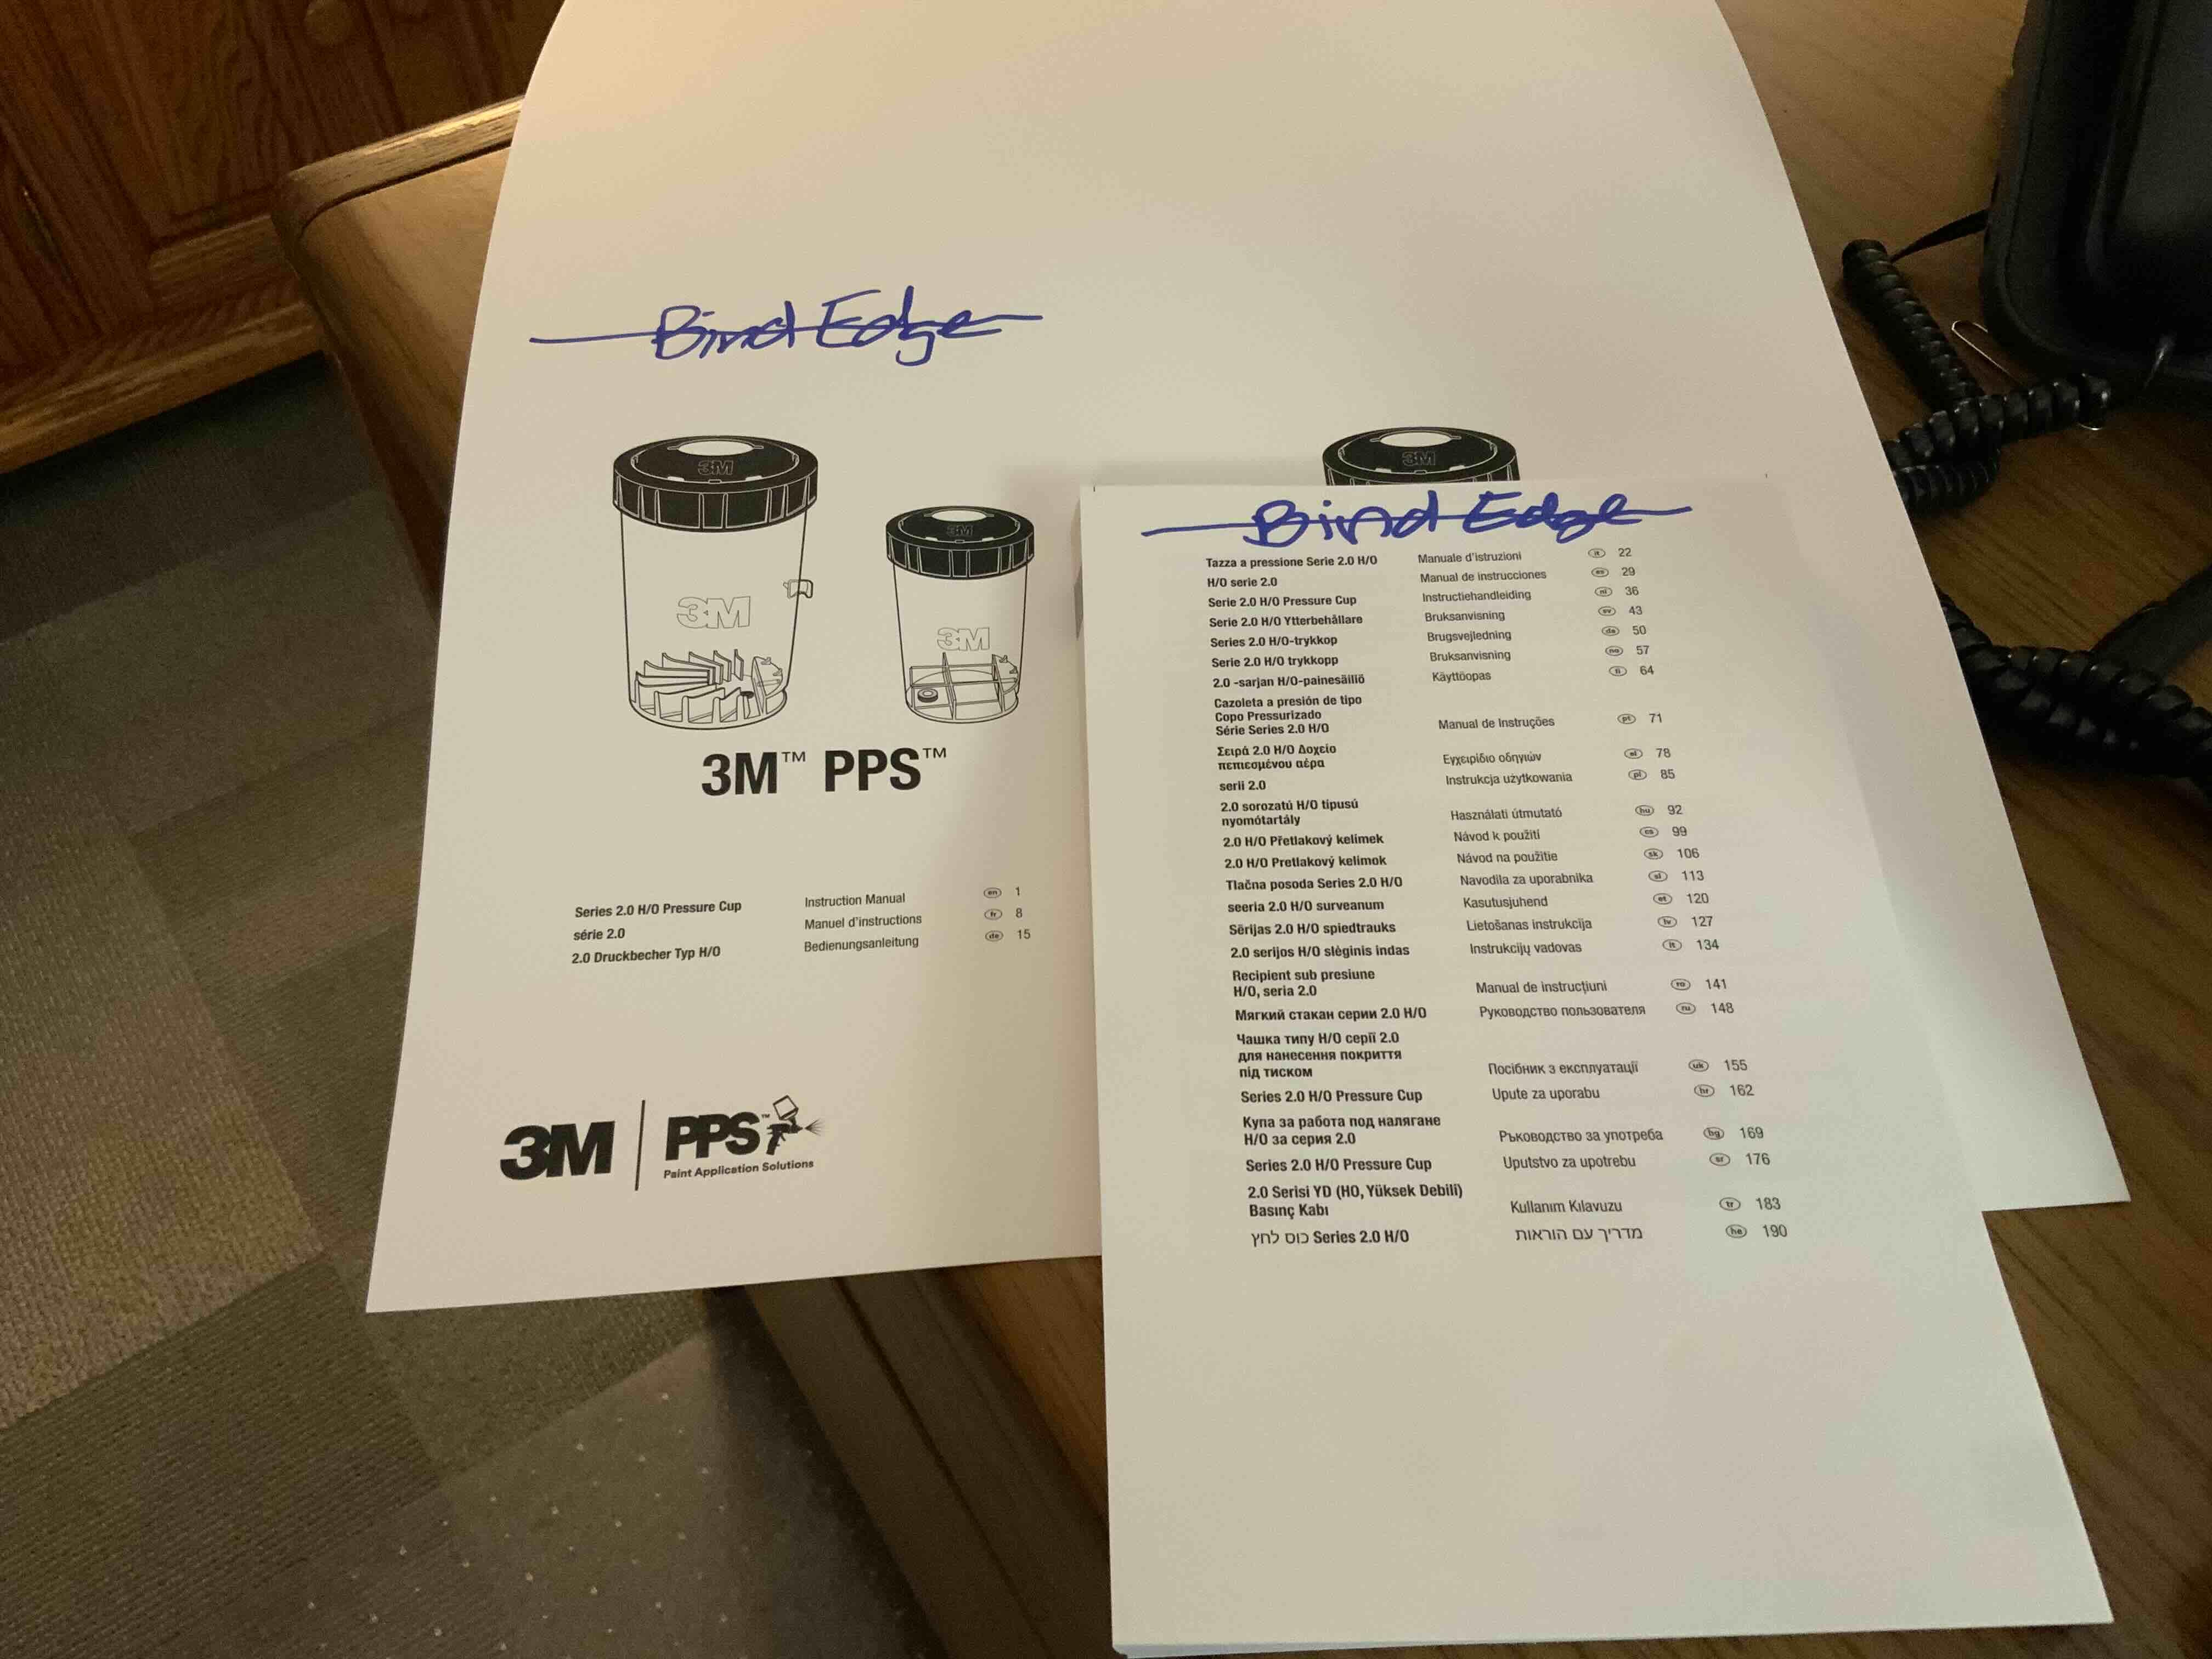 Bind Edge
3M
3M
3M
3M
3M
3M™ PPS™
Series 2.0 H/O Pressure Cup Instruction Manual en 1
série 2.0 Manuel d'instructions fr 8
2.0 Druckbecher Typ H/O Bedienungsanleitung de 15
3M PPS™
Paint Application Solutions
Bind Edge
Tazza a pressione Serie 2.0 H/O Manuale d'istruzioni it 22
H/O serie 2.0 Manual de instrucciones es 29
Serie 2.0 H/O Pressure Cup Instructiehandleiding nl 36
Serie 2.0 H/O Ytterbehållare Bruksanvisning sv 43
Series 2.0 H/O-trykkop Brugsvejledning da 50
Serie 2.0 H/O trykkopp Bruksanvisning no 57
2.0 -sarjan H/O-painesäiliö Käyttöopas fi 64
Cazoleta a presión de tipo
Copo Pressurizado
Série Series 2.0 H/O Manual de Instruções pt 71
Σειρά 2.0 H/O Δοχείο
πεπιεσμένου αέρα Εγχειρίδιο οδηγιών el 78
serii 2.0 Instrukcja użytkowania pl 85
2.0 sorozatú H/O típusú
nyomótartály Használati útmutató hu 92
2.0 H/O Přetlakový kelímek Návod k použití cs 99
2.0 H/O Pretlakový kelímok Návod na použitie sk 106
Tlačna posoda Series 2.0 H/O Navodila za uporabnika sl 113
seeria 2.0 H/O surveanum Kasutusjuhend et 120
Sērijas 2.0 H/O spiedtrauks Lietošanas instrukcija lv 127
2.0 serijos H/O slėginis indas Instrukcijų vadovas lt 134
Recipient sub presiune
H/O, seria 2.0 Manual de instrucțiuni ro 141
Мягкий стакан серии 2.0 H/O Руководство пользователя ru 148
Чашка типу H/O серії 2.0
для нанесення покриття
під тиском Посібник з експлуатації uk 155
Series 2.0 H/O Pressure Cup Upute za uporabu hr 162
Купа за работа под налягане
H/O за серия 2.0 Ръководство за употреба bg 169
Series 2.0 H/O Pressure Cup Uputstvo za upotrebu sr 176
2.0 Serisi YD (HO, Yüksek Debili)
Basınç Kabı Kullanım Kılavuzu tr 183
כוס לחץ Series 2.0 H/O מדריך עם הוראות he 190